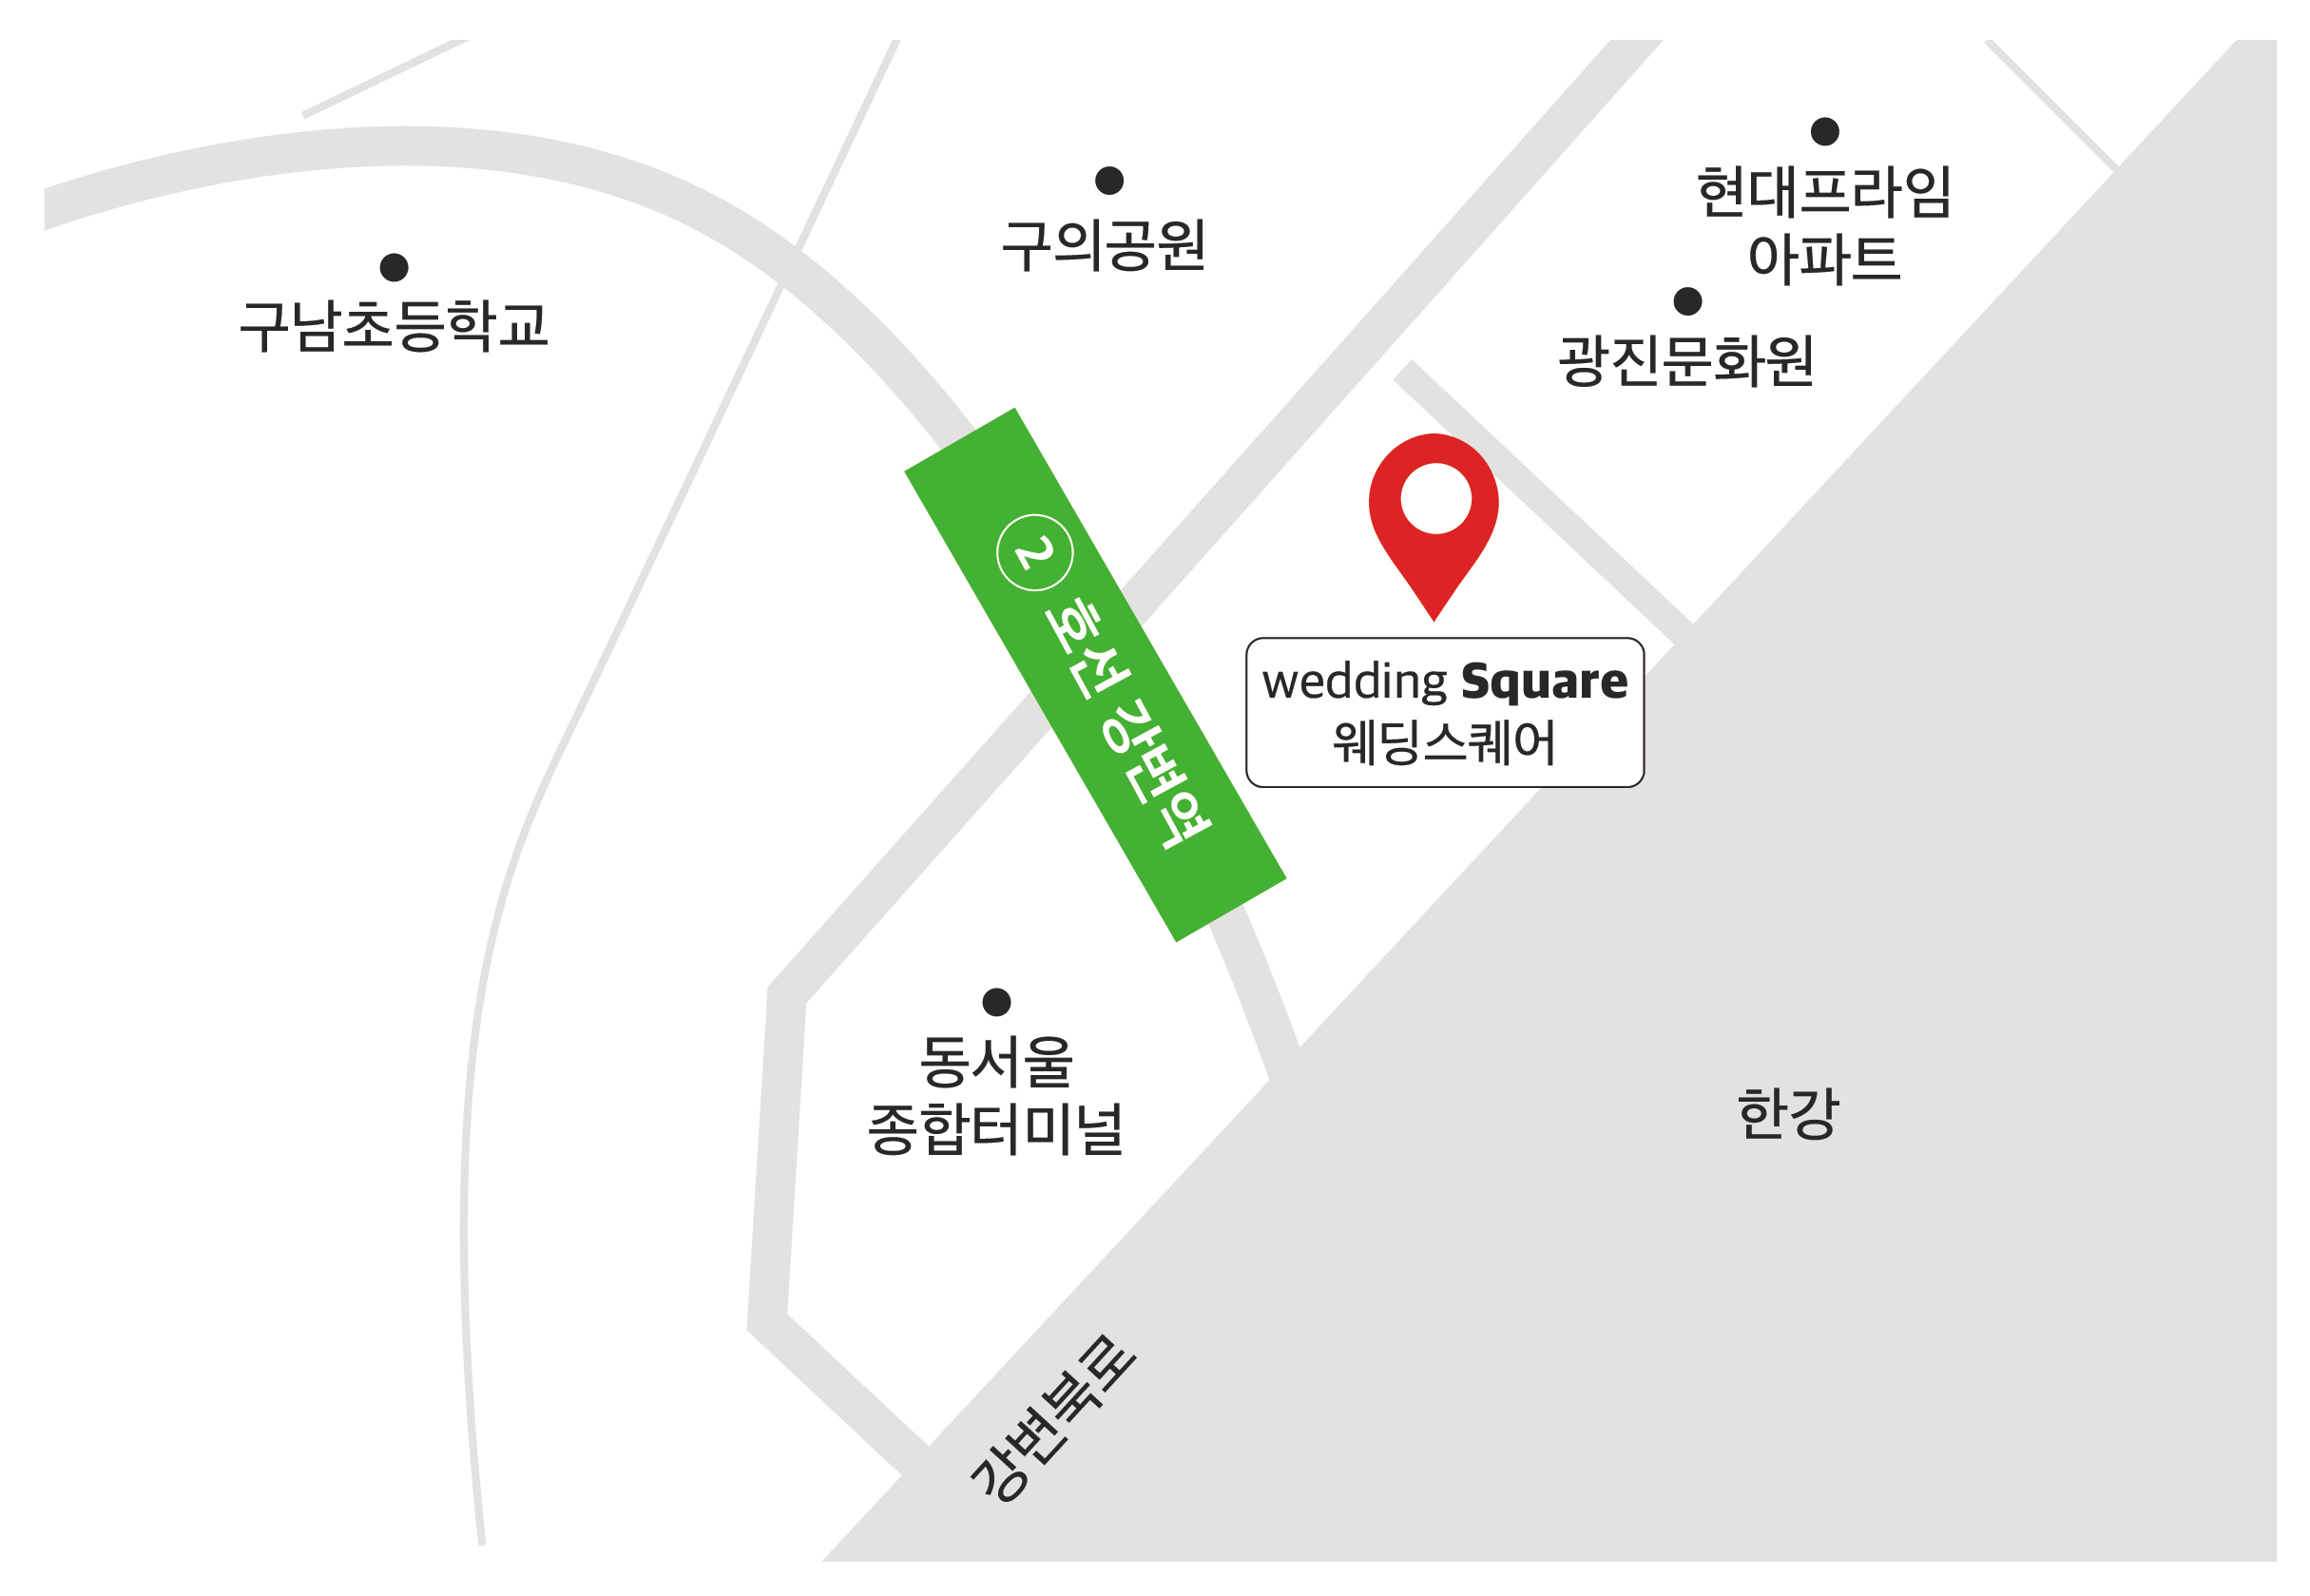 현대프라임
아파트
구의공원
구남초등학교
광진문화원
2 호선 강변역
wedding Square
웨딩스퀘어
동서울
종합터미널
한강
강변북로